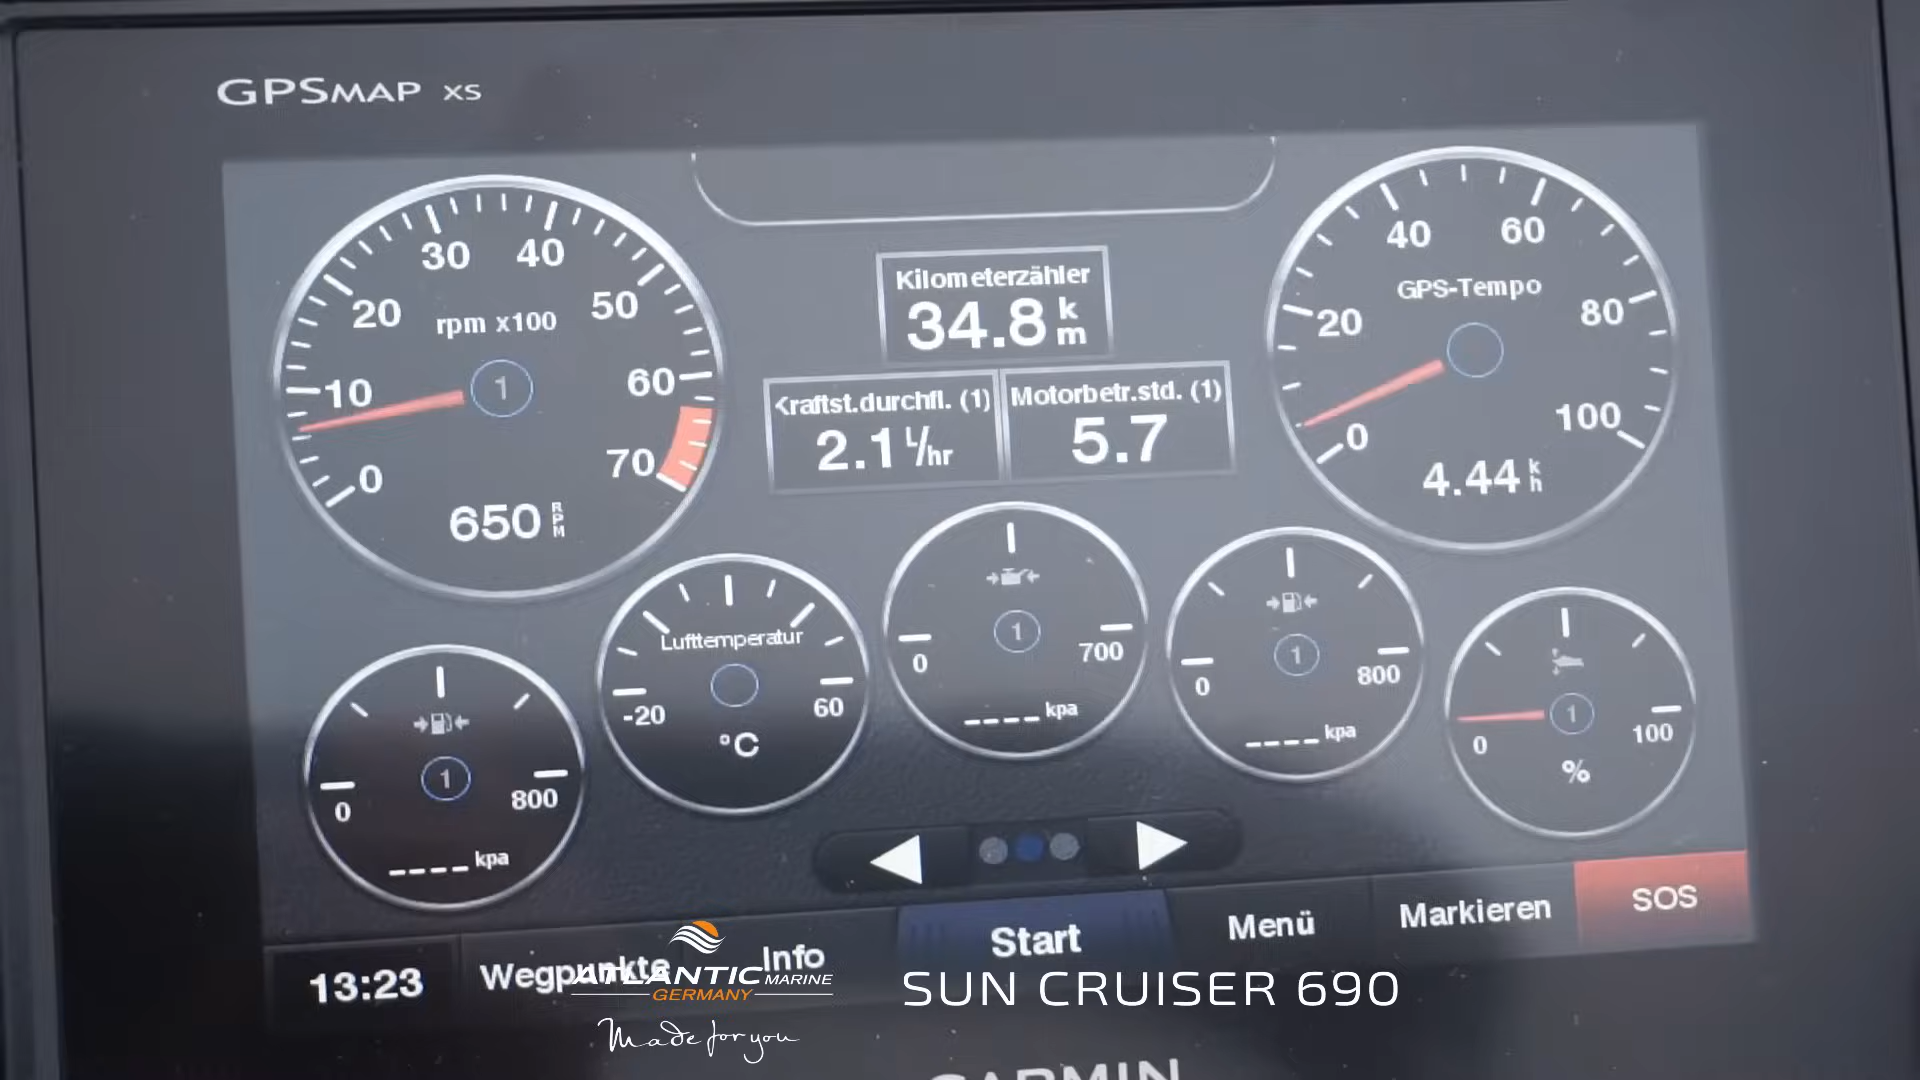 GPSMAP XS
30 40
20 50
rpm x100
10 1 60
0 70
650 RPM
Kilometerzähler
34.8 km
Kraftst.durchfl. (1)
2.1 L/hr
Motorbetr.std. (1)
5.7
40 60
GPS-Tempo
20 80
0 100
4.44 kh
1
0 800
---- kpa
Lufttemperatur
-20 60
°C
1
0 700
---- kpa
1
0 800
---- kpa
1
0 100
%
13:23 Wegpunkte Info Start Menü Markieren SOS
ATLANTIC MARINE
GERMANY
Made for you
SUN CRUISER 690
GARMIN